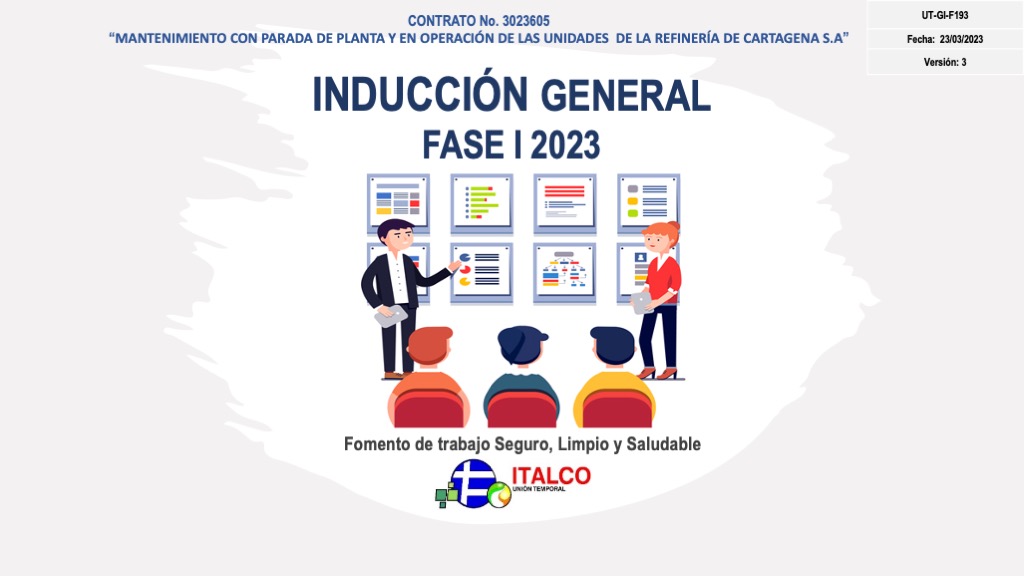 CONTRATO No. 3023605
“MANTENIMIENTO CON PARADA DE PLANTA Y EN OPERACIÓN DE LAS UNIDADES DE LA REFINERÍA DE CARTAGENA S.A”
UT-GI-F193
Fecha: 23/03/2023
Versión: 3
INDUCCIÓN GENERAL
FASE I 2023
Fomento de trabajo Seguro, Limpio y Saludable
ITALCO
UNIÓN TEMPORAL